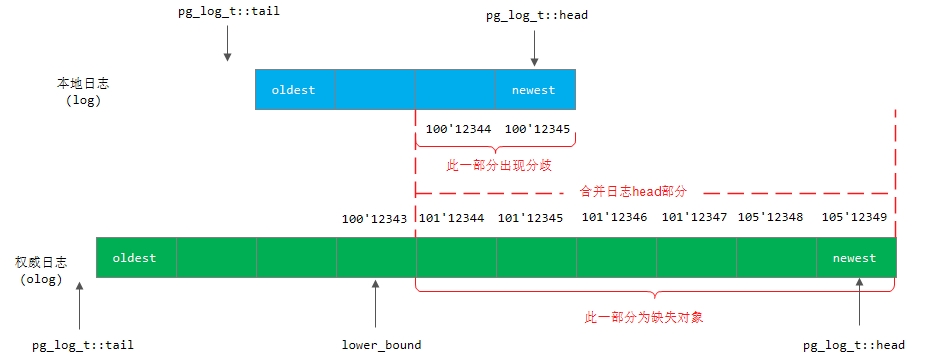 pg_log_t::tail
pg_log_t::head
本地日志
(log)
oldest
newest
100'12344
100'12345
此一部分出现分歧
合并日志head部分
100'12343
101'12344
101'12345
101'12346
101'12347
105'12348
105'12349
权威日志
(olog)
oldest
newest
此一部分为缺失对象
pg_log_t::tail
lower_bound
pg_log_t::head